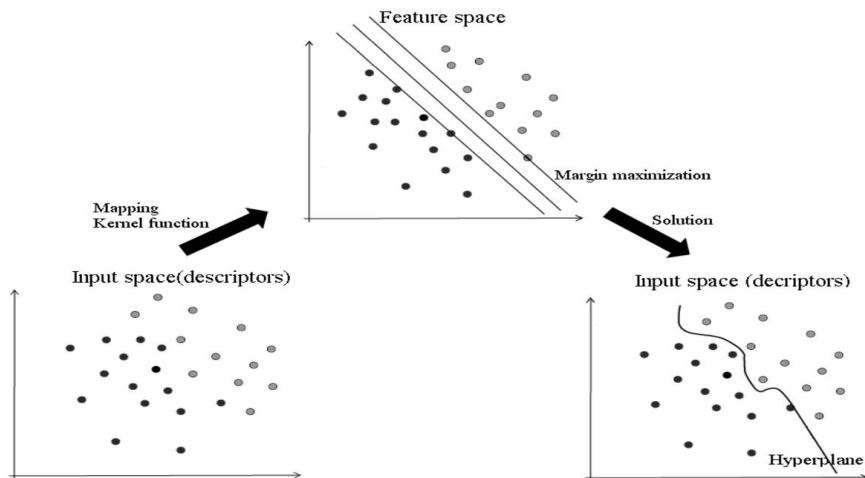 Feature space
Margin maximization
Mapping
Kernel function
Solution
Input space(descriptors)
Input space (decriptors)
Hyperplane